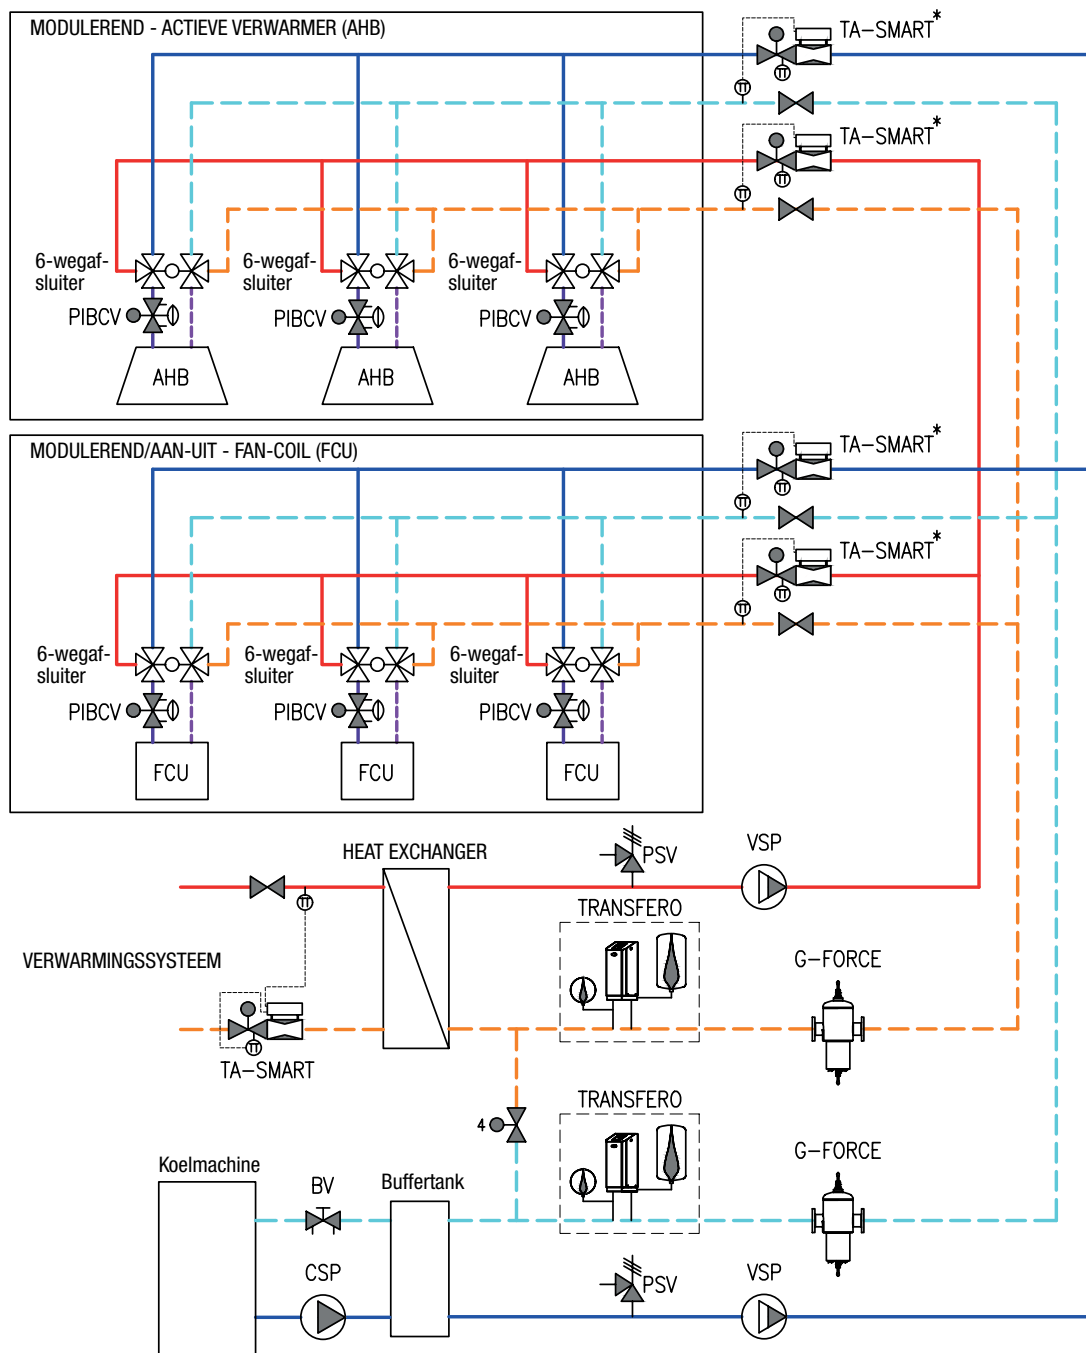 MODULEREND - ACTIEVE VERWARMER (AHB)
TA-SMART*
TA-SMART*
6-wegaf-
sluiter
6-wegaf-
sluiter
6-wegaf-
sluiter
PIBCV
PIBCV
PIBCV
AHB
AHB
AHB
MODULEREND/AAN-UIT - FAN-COIL (FCU)
TA-SMART*
TA-SMART*
6-wegaf-
sluiter
6-wegaf-
sluiter
6-wegaf-
sluiter
PIBCV
PIBCV
PIBCV
FCU
FCU
FCU
HEAT EXCHANGER
PSV
VSP
TRANSFERO
VERWARMINGSSYSTEEM
G-FORCE
TA-SMART
TRANSFERO
4
G-FORCE
Koelmachine
BV
Buffertank
CSP
PSV
VSP